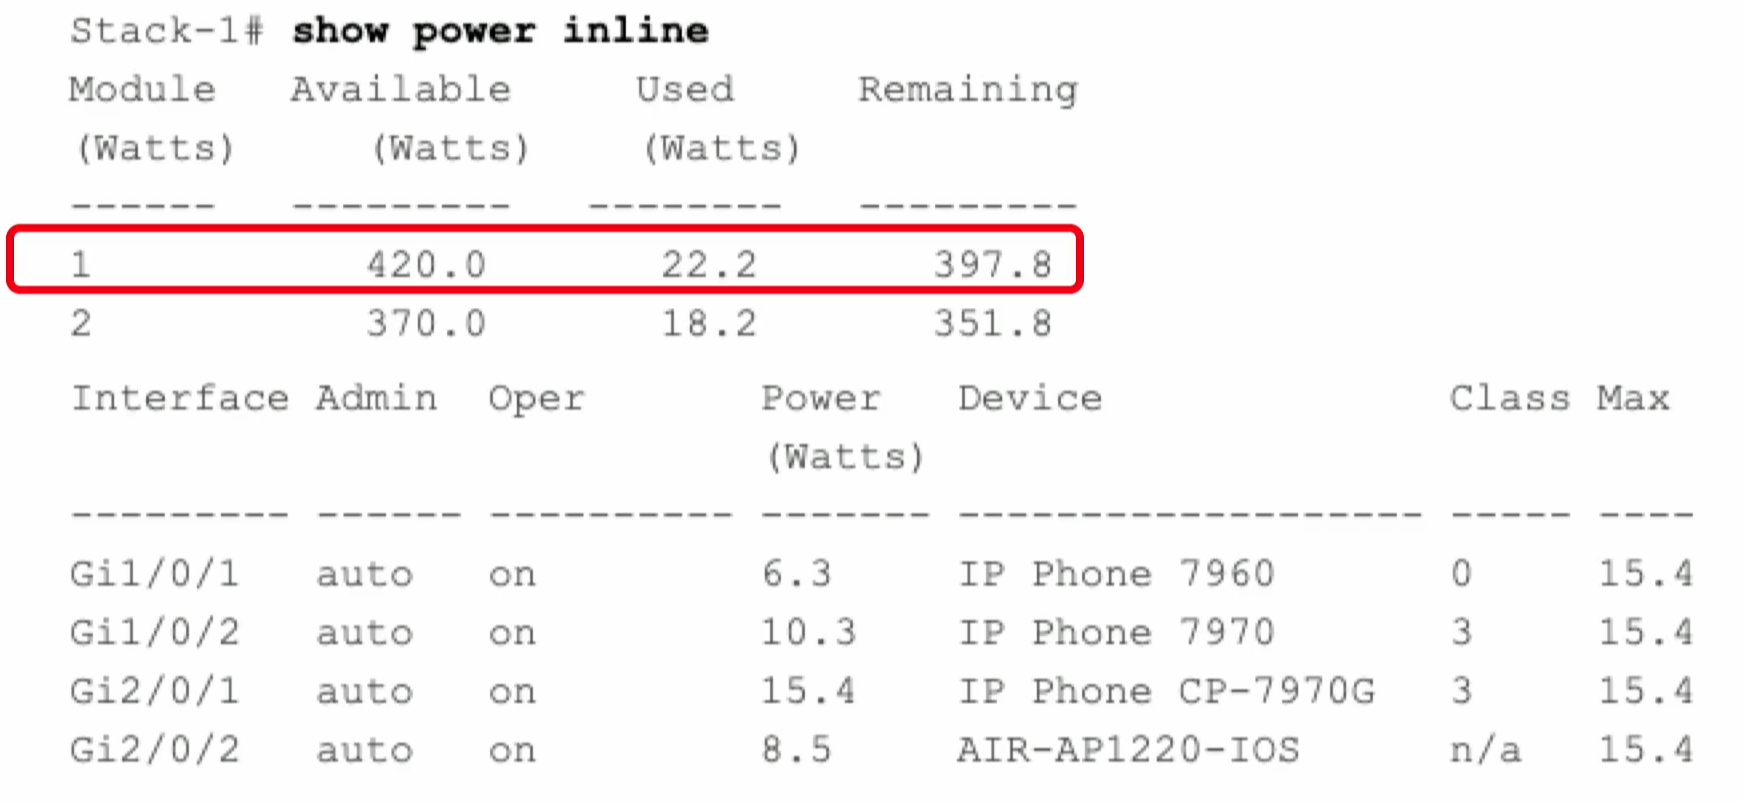 Stack-1# show power inline
Module Available Used Remaining
(Watts) (Watts) (Watts)
------ --------- -------- ---------
1 420.0 22.2 397.8
2 370.0 18.2 351.8
Interface Admin Oper Power Device Class Max
(Watts)
--------- ------ ---------- ------- ------------------- ----- ----
Gi1/0/1 auto on 6.3 IP Phone 7960 0 15.4
Gi1/0/2 auto on 10.3 IP Phone 7970 3 15.4
Gi2/0/1 auto on 15.4 IP Phone CP-7970G 3 15.4
Gi2/0/2 auto on 8.5 AIR-AP1220-IOS n/a 15.4